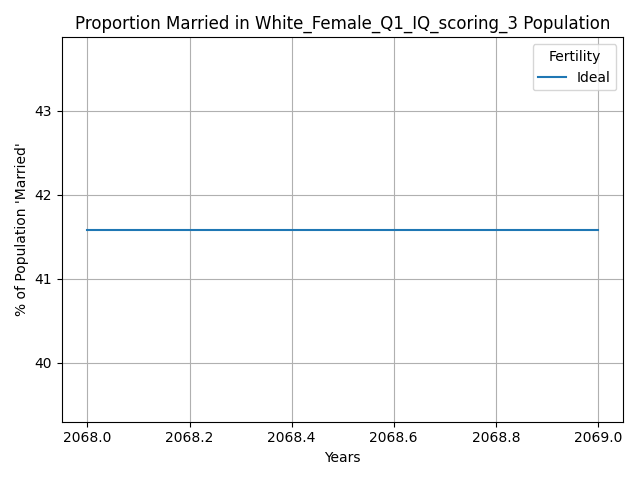 Proportion Married in White_Female_Q1_IQ_scoring_3 Population
Fertility
Ideal
% of Population 'Married'
43
42
41
40
2068.0 2068.2 2068.4 2068.6 2068.8 2069.0
Years